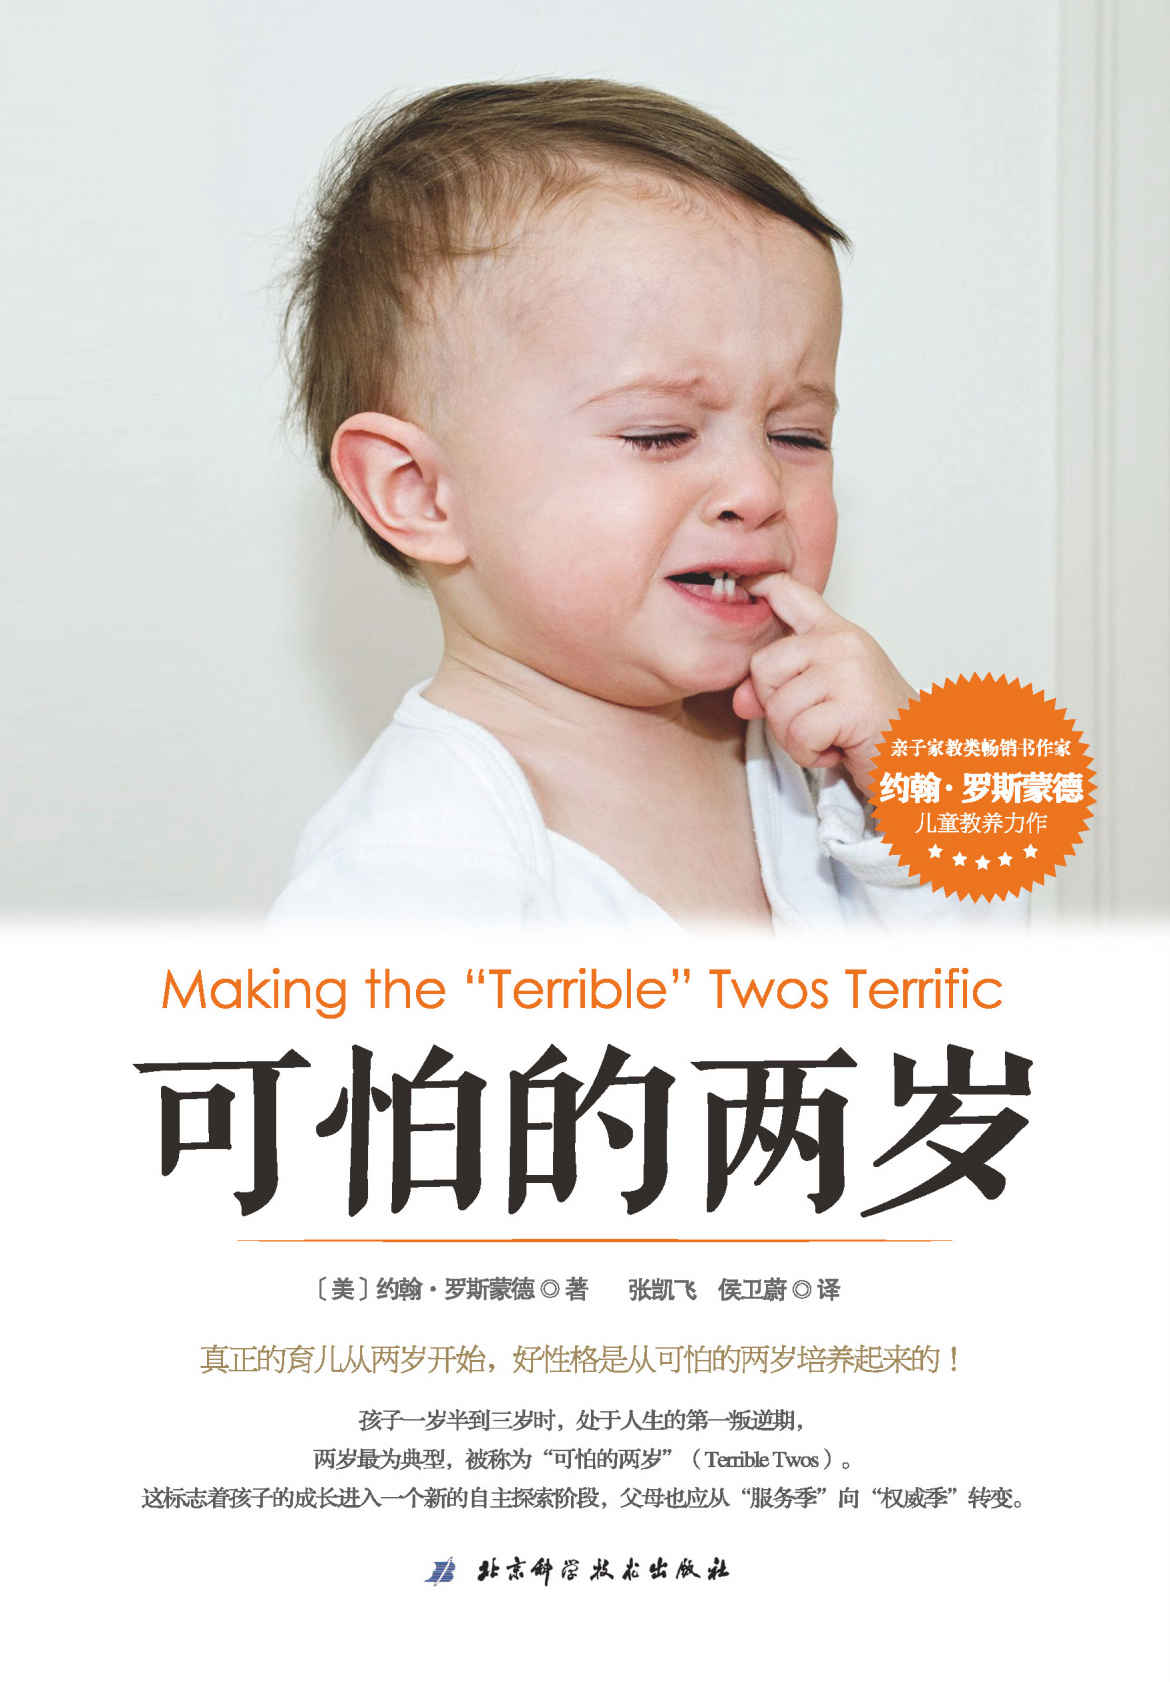 亲子家教类畅销书作家
约翰·罗斯蒙德
儿童教养力作
Making the “Terrible” Twos Terrific
可怕的两岁
〔美〕约翰·罗斯蒙德◎著 张凯飞 侯卫蔚◎译
真正的育儿从两岁开始，好性格是从可怕的两岁培养起来的！
孩子一岁半到三岁时，处于人生的第一叛逆期，
两岁最为典型，被称为“可怕的两岁”（Terrible Twos）。
这标志着孩子的成长进入一个新的自主探索阶段，父母也应从“服务季”向“权威季”转变。
北京科学技术出版社